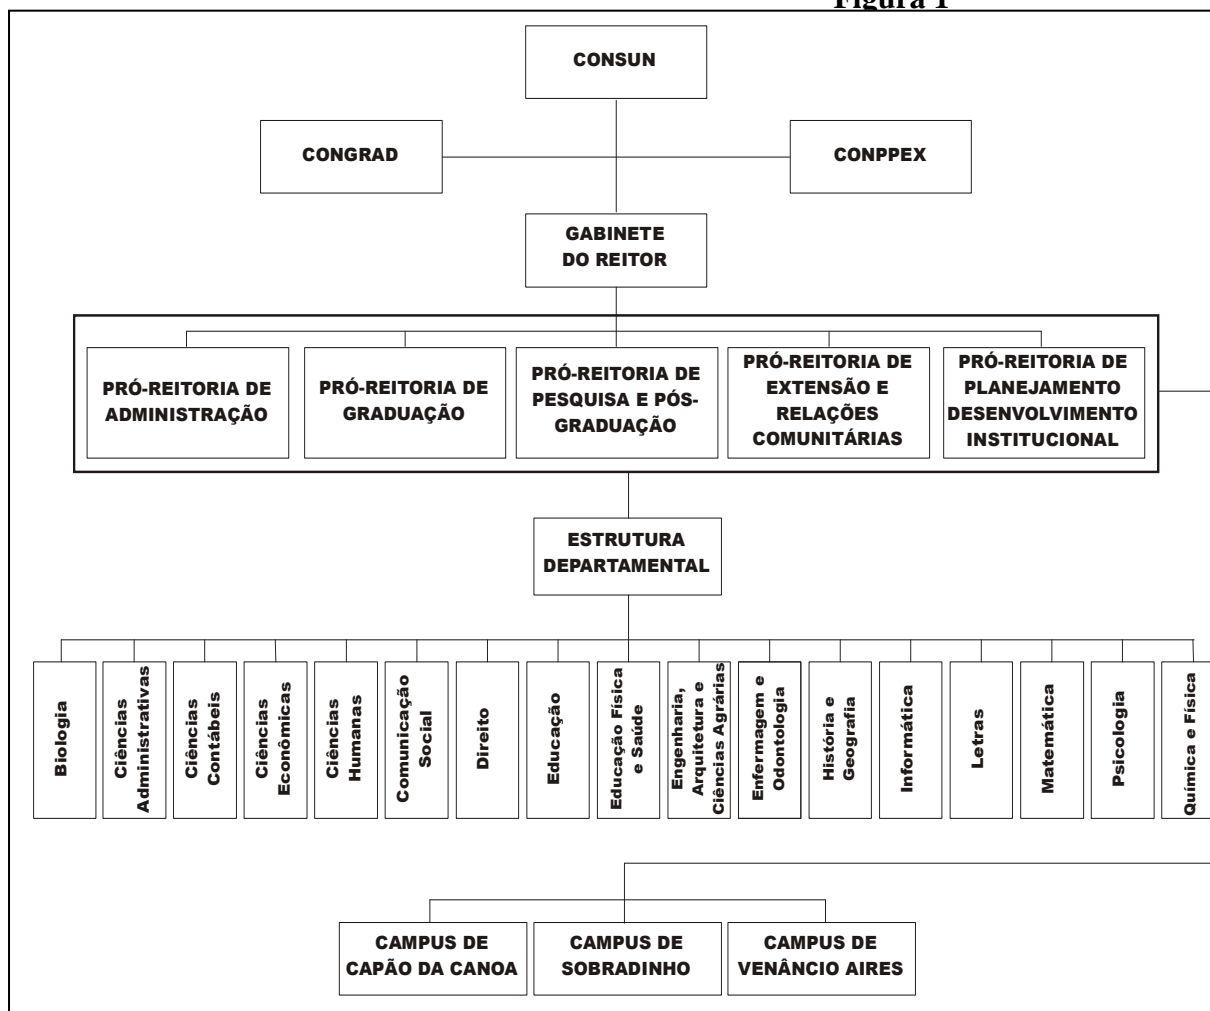 Figura 1
CONSUN
CONGRAD
CONPPEX
GABINETE
DO REITOR
PRÓ-REITORIA DE
ADMINISTRAÇÃO
PRÓ-REITORIA DE
GRADUAÇÃO
PRÓ-REITORIA DE
PESQUISA E PÓS-
GRADUAÇÃO
PRÓ-REITORIA DE
EXTENSÃO E
RELAÇÕES
COMUNITÁRIAS
PRÓ-REITORIA DE
PLANEJAMENTO
DESENVOLVIMENTO
INSTITUCIONAL
ESTRUTURA
DEPARTAMENTAL
Biologia
Ciências
Administrativas
Ciências
Contábeis
Ciências
Econômicas
Ciências
Humanas
Comunicação
Social
Direito
Educação
Educação Física
e Saúde
Engenharia,
Arquitetura e
Ciências Agrárias
Enfermagem e
Odontologia
História e
Geografia
Informática
Letras
Matemática
Psicologia
Química e Física
CAMPUS DE
CAPÃO DA CANOA
CAMPUS DE
SOBRADINHO
CAMPUS DE
VENÂNCIO AIRES